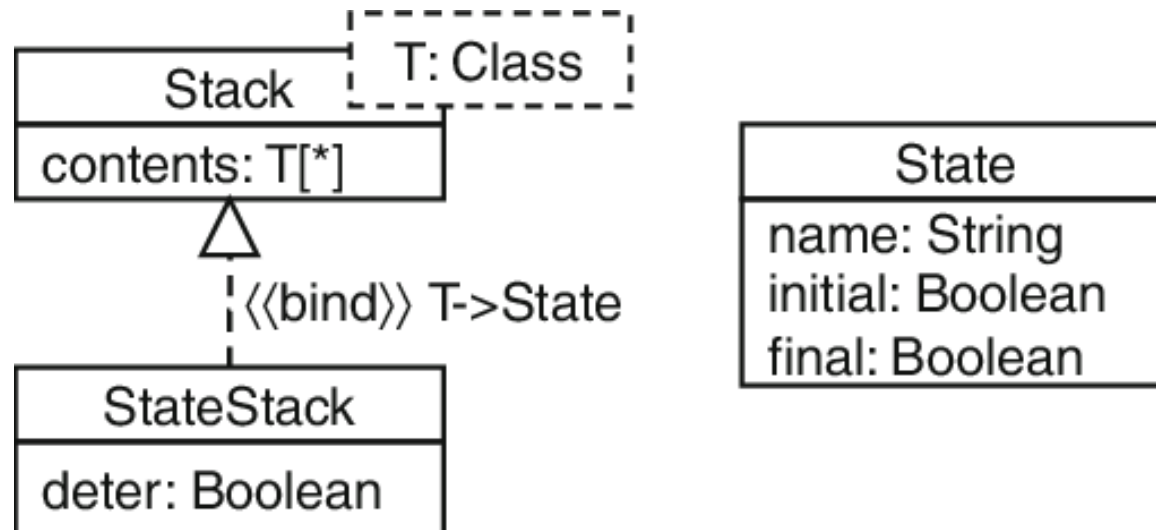 T: Class
Stack
contents: T[*]
⟨⟨bind⟩⟩ T->State
StateStack
deter: Boolean
State
name: String
initial: Boolean
final: Boolean